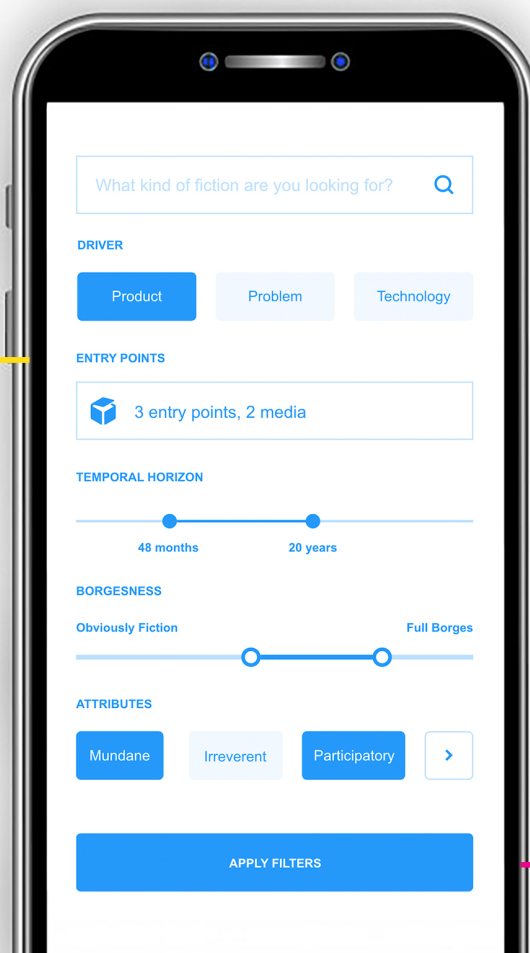 What kind of fiction are you looking for?
DRIVER
Product Problem Technology
ENTRY POINTS
3 entry points, 2 media
TEMPORAL HORIZON
48 months 20 years
BORGESNESS
Obviously Fiction Full Borges
ATTRIBUTES
Mundane Irreverent Participatory
APPLY FILTERS